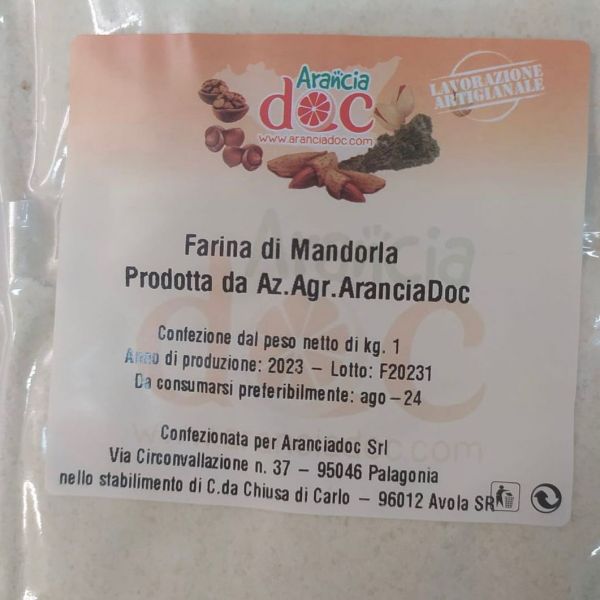 Arancia
doc
www.aranciadoc.com
LAVORAZIONE
ARTIGIANALE
Farina di Mandorla
Prodotta da Az.Agr.AranciaDoc
Confezione dal peso netto di kg. 1
Anno di produzione: 2023 – Lotto: F20231
Da consumarsi preferibilmente: ago–24
Confezionata per Aranciadoc Srl
Via Circonvallazione n. 37 – 95046 Palagonia
nello stabilimento di C.da Chiusa di Carlo – 96012 Avola SR